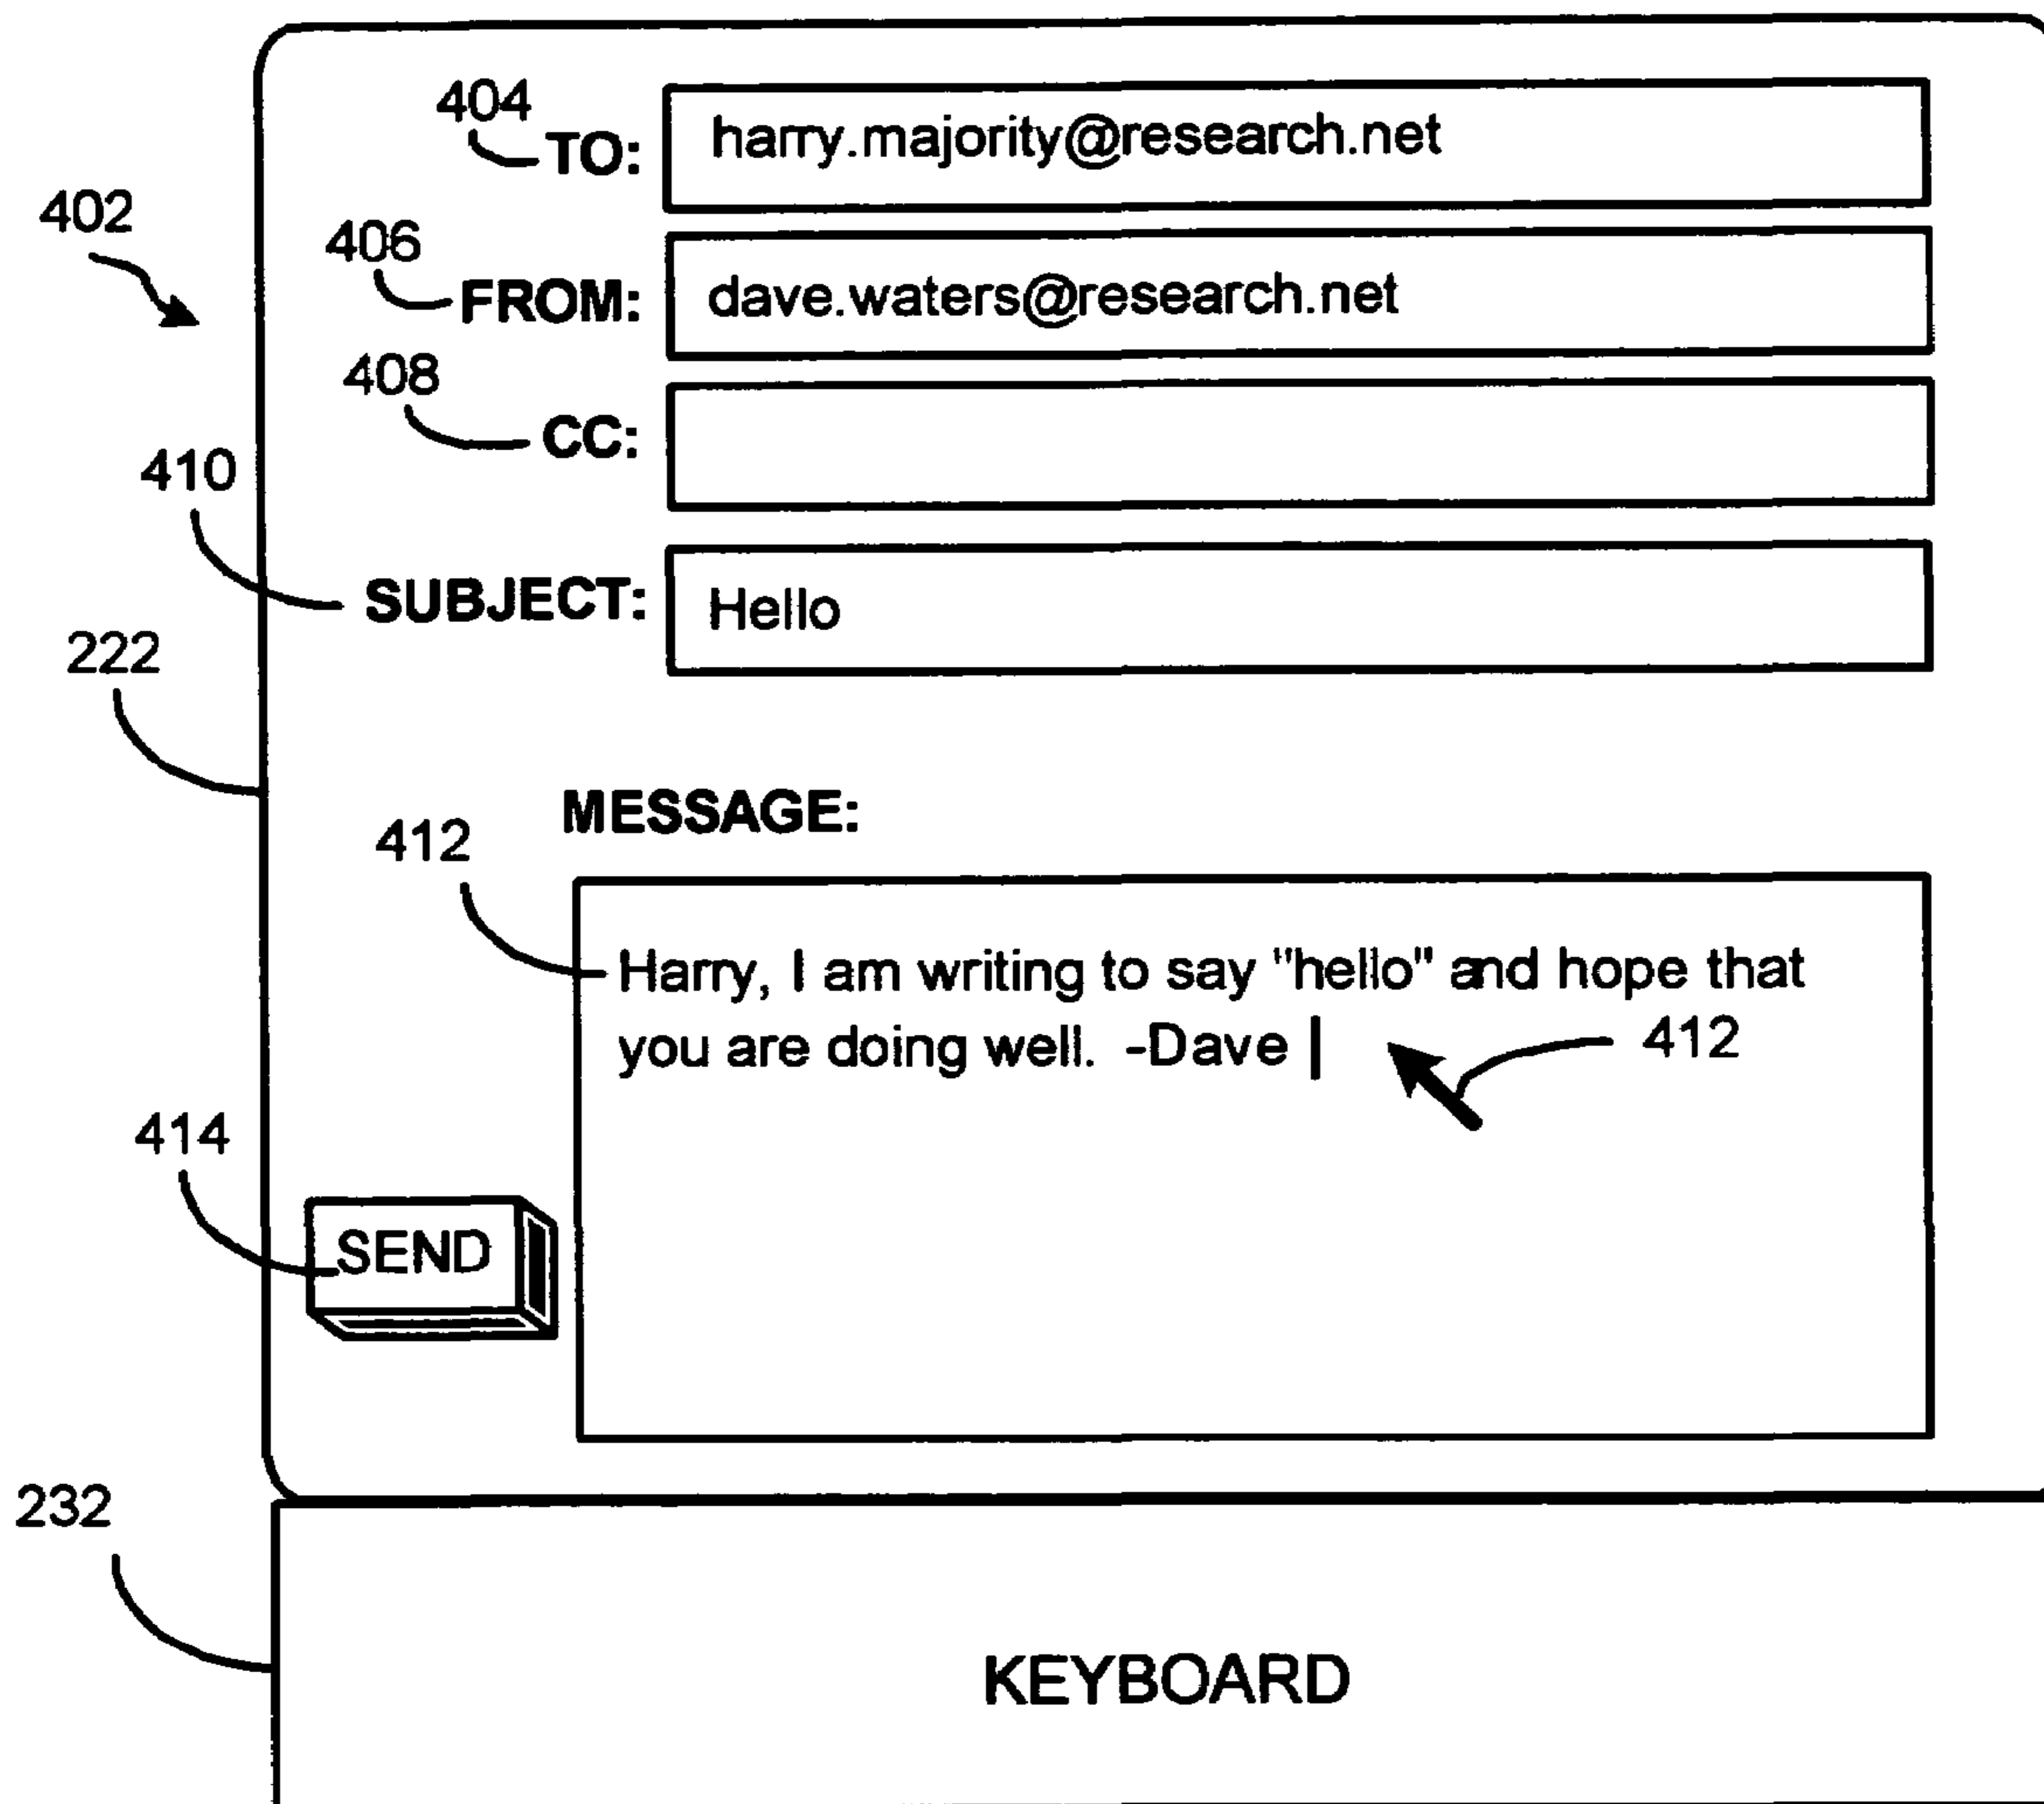 404
TO: harry.majority@research.net
402
406
FROM: dave.waters@research.net
408
CC:
410
SUBJECT: Hello
222
MESSAGE:
412
Harry, I am writing to say "hello" and hope that
you are doing well. -Dave |
412
414
SEND
232
KEYBOARD